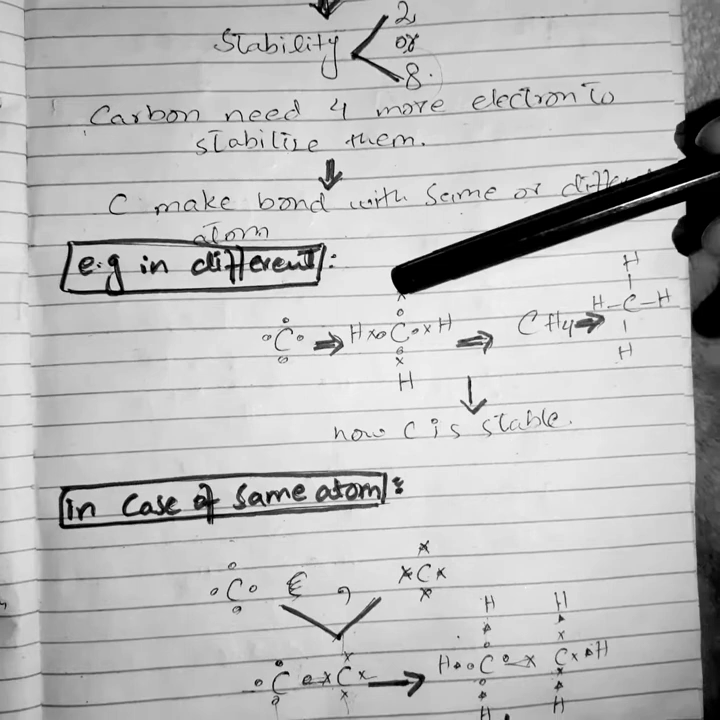 Stability
2
or
8.
Carbon need 4 more electron to
stabilize them.
C make bond with same or
atom
e.g in different:
C → H x C x H ⇒ CH4 ⇒ H-C-H
H
H
H
now C is stable.
in case of same atom:
C & , C
C C → H C C H
H H
H H